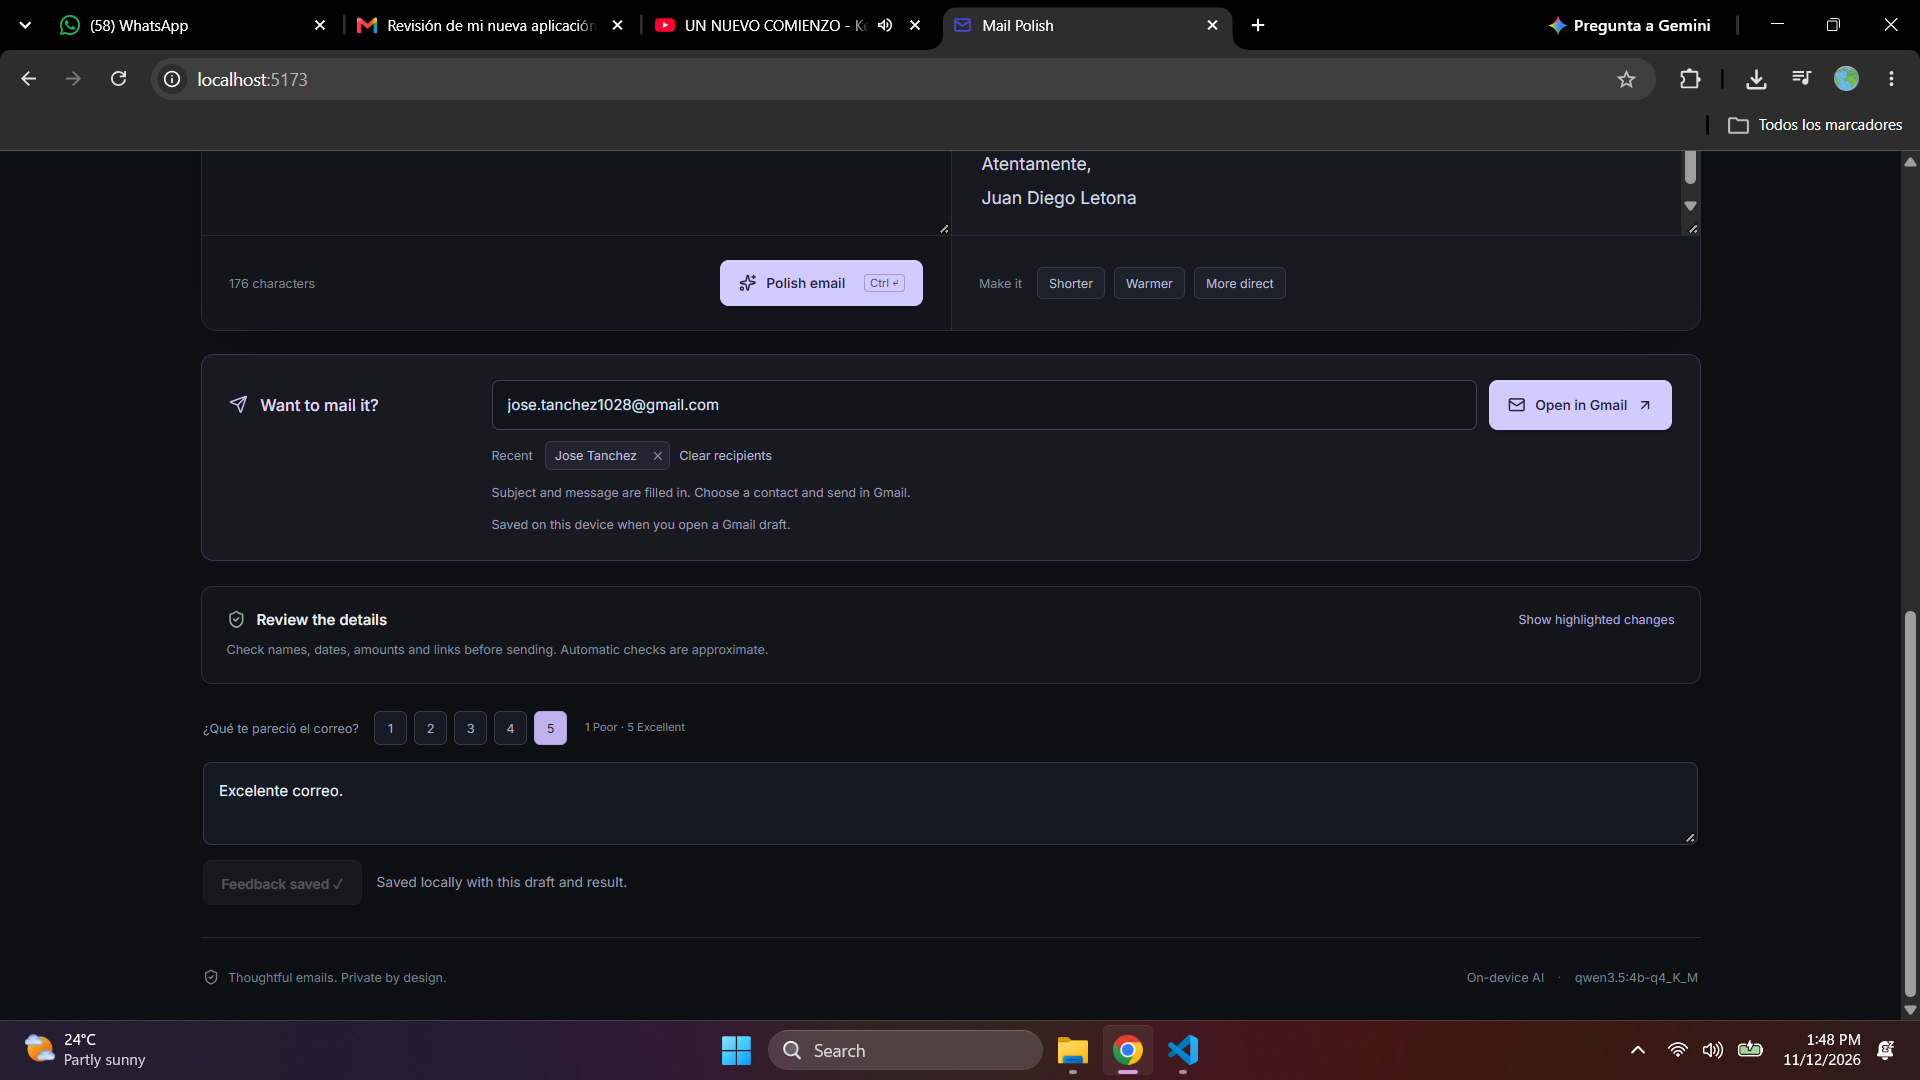 (58) WhatsApp
Revisión de mi nueva aplicación
UN NUEVO COMIENZO - Ke
Mail Polish
Pregunta a Gemini
localhost:5173
Todos los marcadores
Atentamente,
Juan Diego Letona
176 characters
Polish email Ctrl ↵
Make it Shorter Warmer More direct
Want to mail it?
jose.tanchez1028@gmail.com
Open in Gmail
Recent Jose Tanchez × Clear recipients
Subject and message are filled in. Choose a contact and send in Gmail.
Saved on this device when you open a Gmail draft.
Review the details
Show highlighted changes
Check names, dates, amounts and links before sending. Automatic checks are approximate.
¿Qué te pareció el correo? 1 2 3 4 5 1 Poor · 5 Excellent
Excelente correo.
Feedback saved ✓ Saved locally with this draft and result.
Thoughtful emails. Private by design.
On-device AI · qwen3.5:4b-q4_K_M
24°C
Partly sunny
Search
1:48 PM
11/12/2026